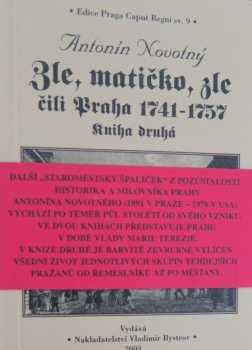 • Edice Praga Caput Regni sv. 9 •
Antonín Novotný
Zle, matičko, zle
čili Praha 1741-1757
Kniha druhá
DALŠÍ „STAROMĚSTSKÝ ŠPALÍČEK" Z POZŮSTALOSTI
HISTORIKA A MILOVNÍKA PRAHY
ANTONÍNA NOVOTNÉHO (1891 V PRAZE - 1978 V USA)
VYCHÁZÍ PO TÉMĚŘ PŮL STOLETÍ OD SVÉHO VZNIKU.
VE DVOU KNIHÁCH PŘEDSTAVUJE PRAHU
V DOBĚ VLÁDY MARIE TEREZIE.
V KNIZE DRUHÉ JE BARVITĚ ZEVRUBNĚ VYLÍČEN
VŠEDNÍ ŽIVOT JEDNOTLIVÝCH SKUPIN TEHDEJŠÍCH
PRAŽANŮ OD ŘEMESLNÍKŮ AŽ PO MĚŠŤANY.
Vydává
• Nakladatelství Vladimír Bystrov •
2003